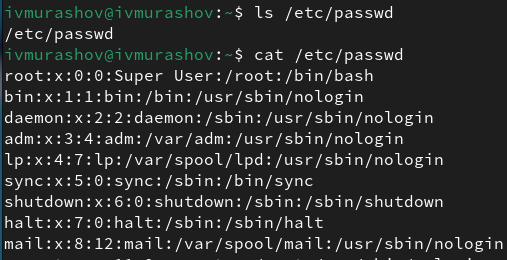 ivmurashov@ivmurashov:~$ ls /etc/passwd
/etc/passwd
ivmurashov@ivmurashov:~$ cat /etc/passwd
root:x:0:0:Super User:/root:/bin/bash
bin:x:1:1:bin:/bin:/usr/sbin/nologin
daemon:x:2:2:daemon:/sbin:/usr/sbin/nologin
adm:x:3:4:adm:/var/adm:/usr/sbin/nologin
lp:x:4:7:lp:/var/spool/lpd:/usr/sbin/nologin
sync:x:5:0:sync:/sbin:/bin/sync
shutdown:x:6:0:shutdown:/sbin:/sbin/shutdown
halt:x:7:0:halt:/sbin:/sbin/halt
mail:x:8:12:mail:/var/spool/mail:/usr/sbin/nologin